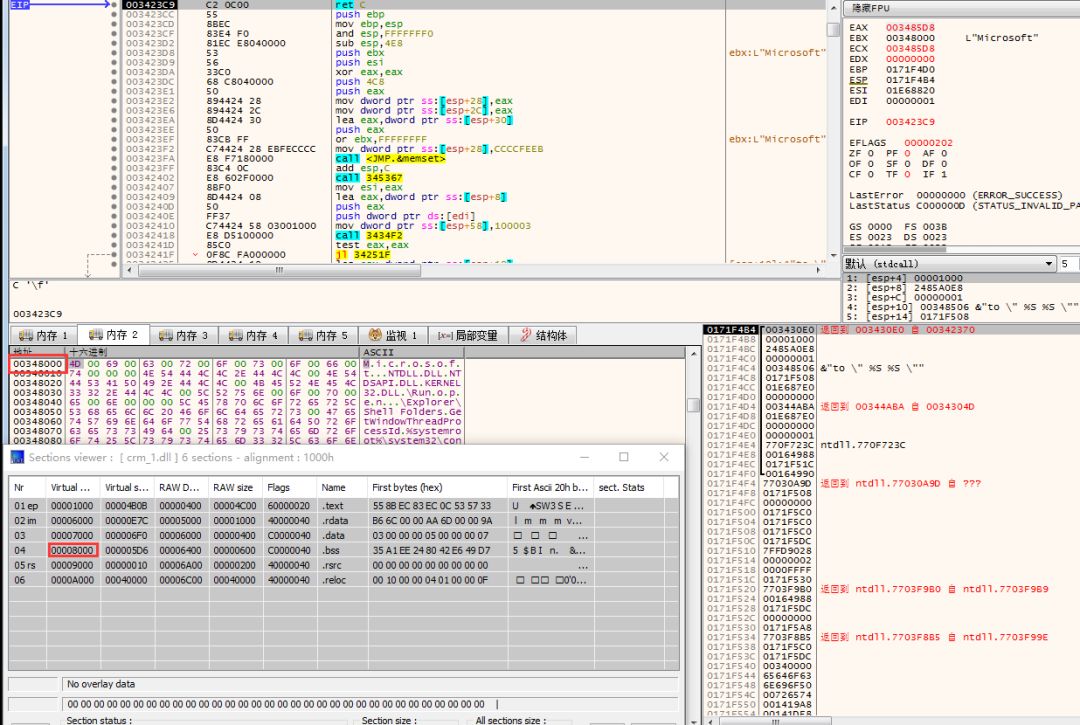 EIP
003423C9 C2 0C00 ret C
003423CC 55 push ebp
003423CD 8BEC mov ebp,esp
003423CF 83E4 F0 and esp,FFFFFFF0
003423D2 81EC E8040000 sub esp,4E8
003423D8 53 push ebx ebx:L"Microsoft"
003423D9 56 push esi
003423DA 33C0 xor eax,eax
003423DC 68 C8040000 push 4C8
003423E1 50 push eax
003423E2 894424 28 mov dword ptr ss:[esp+28],eax
003423E6 894424 2C mov dword ptr ss:[esp+2C],eax
003423EA 8D4424 30 lea eax,dword ptr ss:[esp+30]
003423EE 50 push eax
003423EF 83CB FF or ebx,FFFFFFFF ebx:L"Microsoft"
003423F2 C74424 28 EBFECCCC mov dword ptr ss:[esp+28],CCCCFEEB
003423FA E8 F7180000 call <JMP.&memset>
003423FF 83C4 0C add esp,C
00342402 E8 602F0000 call 345367
00342407 8BF0 mov esi,eax
00342409 8D4424 08 lea eax,dword ptr ss:[esp+8]
0034240D 50 push eax
0034240E FF37 push dword ptr ds:[edi]
00342410 C74424 58 03001000 mov dword ptr ss:[esp+58],100003
00342418 E8 D5100000 call 3434F2
0034241D 85C0 test eax,eax
0034241F 0F8C FA000000 jl 34251F
隐藏FPU
EAX 003485D8
EBX 00348000 L"Microsoft"
ECX 003485D8
EDX 00000000
EBP 0171F4D0
ESP 0171F4B4
ESI 01E68820
EDI 00000001
EIP 003423C9
EFLAGS 00000202
ZF 0 PF 0 AF 0
OF 0 SF 0 DF 0
CF 0 TF 0 IF 1
LastError 00000000 (ERROR_SUCCESS)
LastStatus C000000D (STATUS_INVALID_PA
GS 0000 FS 003B
ES 0023 DS 0023
默认 (stdcall) 5
1: [esp+4] 00001000
2: [esp+8] 2485A0E8
3: [esp+C] 00000001
4: [esp+10] 00348506 &"to \" %S %S \""
5: [esp+14] 0171F508
C '\f'
003423C9
内存 1 内存 2 内存 3 内存 4 内存 5 监视 1 局部变量 结构体
地址 十六进制 ASCII
00348000 4D 00 69 00 63 00 72 00 6F 00 73 00 6F 00 66 00 M.i.c.r.o.s.o.f.
00348010 74 00 00 00 4E 54 44 4C 4C 2E 44 4C 4C 00 4E 54 t...NTDLL.DLL.NT
00348020 44 53 41 50 49 2E 44 4C 4C 00 4B 45 52 4E 45 4C DSAPI.DLL.KERNEL
00348030 33 32 2E 44 4C 4C 00 5C 52 75 6E 00 6F 00 70 00 32.DLL.\Run.o.p.
00348040 65 00 6E 00 00 00 5C 45 78 70 6C 6F 72 65 72 5C e.n...\Explorer\
00348050 53 68 65 6C 6C 20 46 6F 6C 64 65 72 73 00 47 65 Shell Folders.Ge
00348060 74 57 69 6E 64 6F 77 54 68 72 65 61 64 50 72 6F tWindowThreadPro
00348070 63 65 73 73 49 64 00 25 73 79 73 74 65 6D 72 6F cessId.%systemro
00348080 6F 74 25 5C 73 79 73 74 65 6D 33 32 5C 63 6F 6E ot%\system32\con
Sections viewer : [ crm_1.dll ] 6 sections - alignment : 1000h
Nr Virtual ... Virtual s... RAW D... RAW size Flags Name First bytes (hex) First Ascii 20h b... sect. Stats
01 ep 00001000 00004B0B 00000400 00004C00 60000020 .text 55 8B EC 83 EC 0C 53 57 33
02 im 00006000 00000E7C 00005000 00001000 40000040 .rdata B6 6C 00 00 AA 6D 00 00 9A
03 00007000 000006F0 00006000 00000400 C0000040 .data 03 00 00 00 05 00 00 00 07
04 00008000 000005D6 00006400 00000600 C0000040 .bss 35 A1 EE 24 80 42 E6 49 D7
05 rs 00009000 00000010 00006A00 00000200 40000040 .rsrc 00 00 00 00 00 00 00 00 00
06 0000A000 00040000 00006C00 00040000 40000040 .reloc 00 10 00 00 04 01 00 00 0F
No overlay data
00 00 00 00 00 00 00 00 00 00 00 00 00 00 00 00 00 00 00 00 00 00 00 00 00 00 00 00 00 00 00 00
Section status : Section size : All sections size :
0171F4B4 003430E0 返回到 003430E0 自 00342370
0171F4B8 00001000
0171F4BC 2485A0E8
0171F4C0 00000001
0171F4C4 00348506 &"to \" %S %S \""
0171F4C8 0171F508
0171F4CC 01E687E0
0171F4D0 00000000
0171F4D4 00344ABA 返回到 00344ABA 自 0034304D
0171F4D8 01E687E0
0171F4DC 00000000
0171F4E0 00000001
0171F4E4 770F723C ntdll.770F723C
0171F4E8 00164988
0171F4EC 0171F51C
0171F4F0 00164990
0171F4F4 77030A9D 返回到 ntdll.77030A9D 自 ???
0171F4F8 0171F508
0171F4FC 00000000
0171F500 0171F5C0
0171F504 0171F5C0
0171F508 0171F5C0
0171F50C 0171F5DC
0171F510 7FFD9028
0171F514 00000002
0171F518 0000FFFF
0171F51C 0171F530
0171F520 7703F9B0 返回到 ntdll.7703F9B0 自 ntdll.7703F9B9
0171F524 00164988
0171F528 0171F5DC
0171F52C 00000000
0171F530 0171F5A8
0171F534 7703F8B5 返回到 ntdll.7703F8B5 自 ntdll.7703F99E
0171F538 0171F5C0
0171F53C 0171F5DC
0171F540 00340000
0171F544 65646F63
0171F548 6E696F50
0171F54C 00726574
0171F550 001419A8